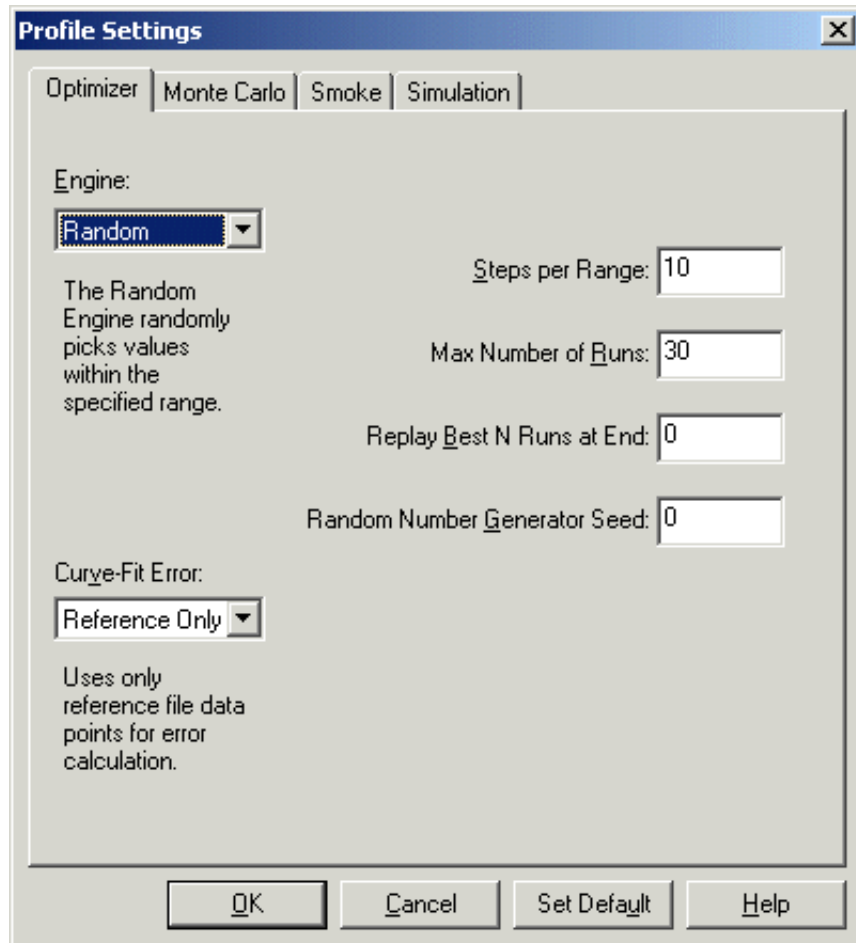 Profile Settings
Optimizer Monte Carlo Smoke Simulation
Engine:
Random
The Random
Engine randomly
picks values
within the
specified range.
Steps per Range: 10
Max Number of Runs: 30
Replay Best N Runs at End: 0
Random Number Generator Seed: 0
Curve-Fit Error:
Reference Only
Uses only
reference file data
points for error
calculation.
OK Cancel Set Default Help